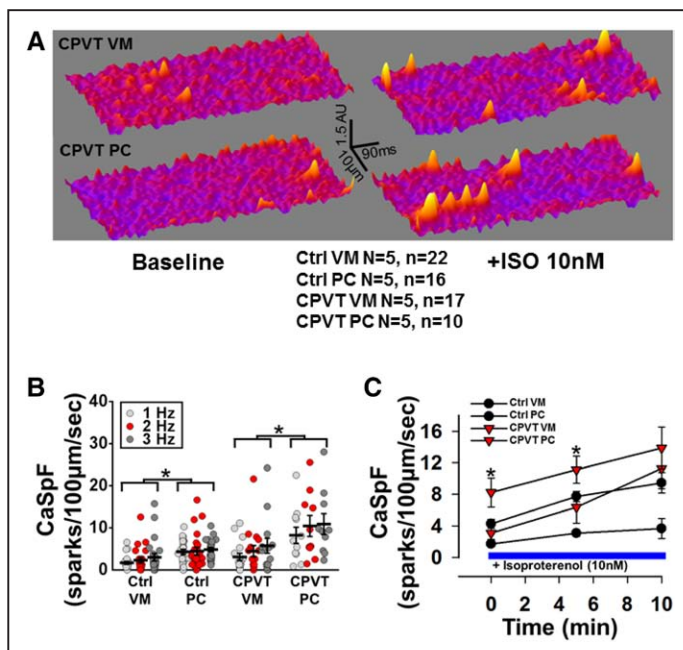 A
CPVT VM
CPVT PC
1.5 AU
10μm
90ms
Baseline
+ISO 10nM
Ctrl VM N=5, n=22
Ctrl PC N=5, n=16
CPVT VM N=5, n=17
CPVT PC N=5, n=10
B
CaSpF
(sparks/100μm/sec)
40
30
20
10
0
1 Hz
2 Hz
3 Hz
*
*
Ctrl
VM
Ctrl
PC
CPVT
VM
CPVT
PC
C
CaSpF
(sparks/100μm/sec)
Ctrl VM
Ctrl PC
CPVT VM
CPVT PC
16
12
8
4
0
*
*
+ Isoproterenol (10nM)
0 2 4 6 8 10
Time (min)